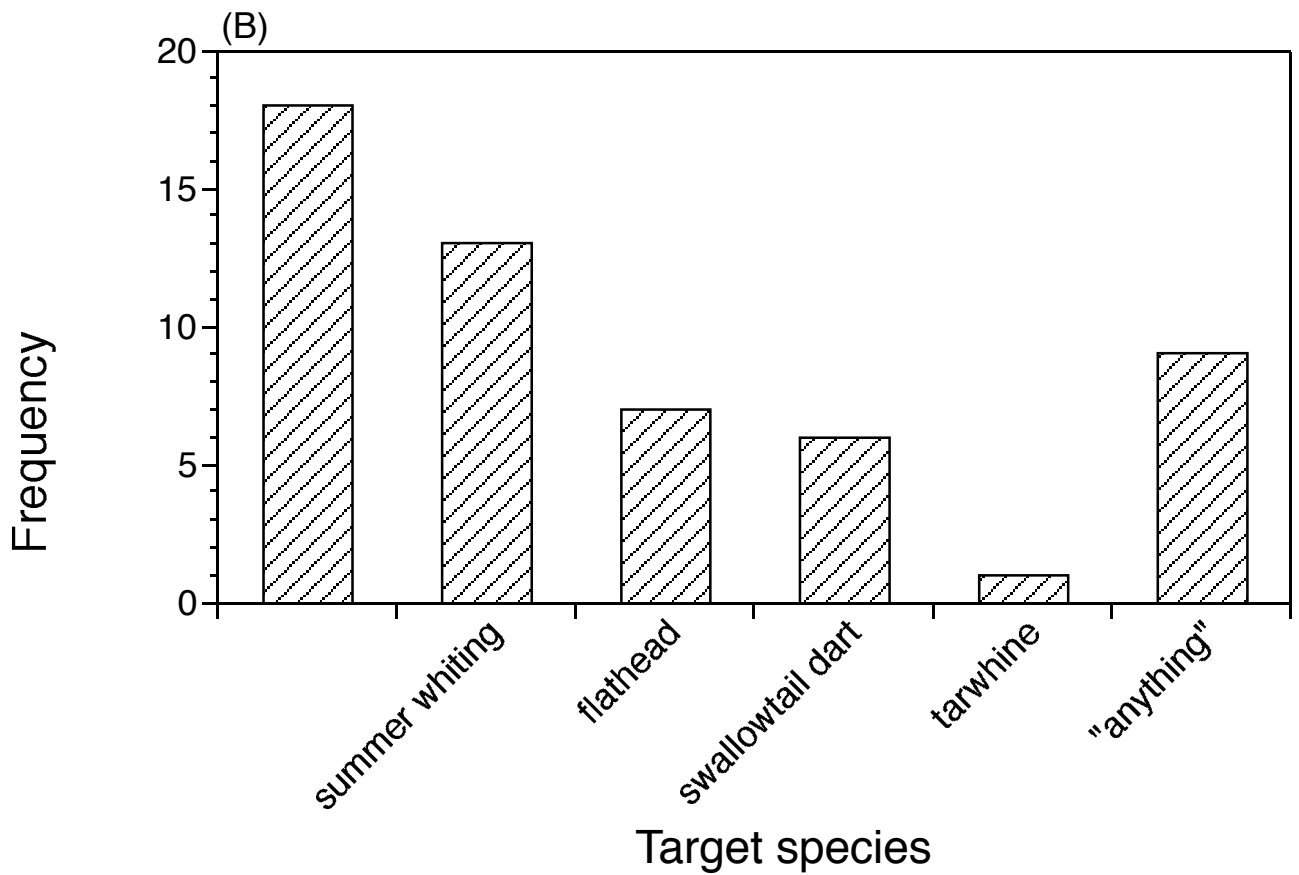 (B)
20
15
10
5
0
Frequency
summer whiting
flathead
swallowtail dart
tarwhine
"anything"
Target species